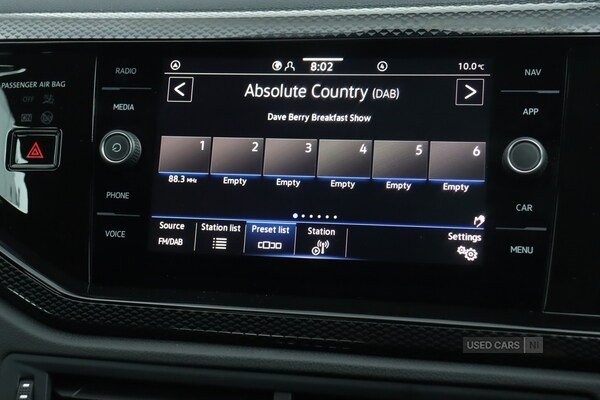 PASSENGER AIR BAG
OFF
ON
RADIO
MEDIA
PHONE
VOICE
8:02
10.0°C
Absolute Country (DAB)
Dave Berry Breakfast Show
1 2 3 4 5 6
88.3 MHz Empty Empty Empty Empty Empty
Source Station list Preset list Station Settings
FM/DAB
NAV
APP
CAR
MENU
USED CARS NI